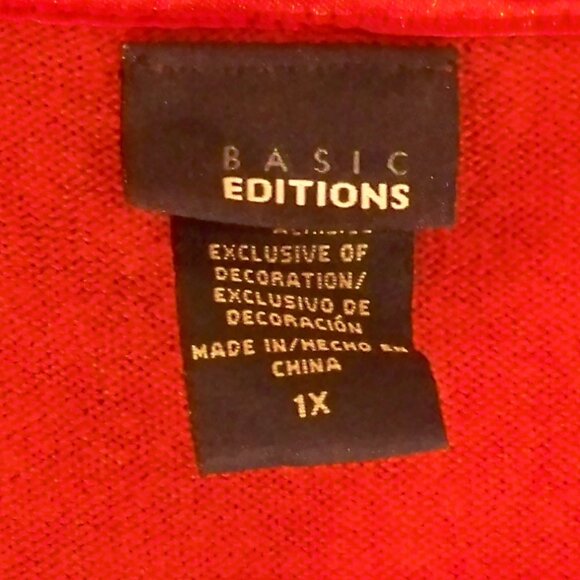 BASIC
EDITIONS
EXCLUSIVE OF
DECORATION/
EXCLUSIVO DE
DECORACIÓN
MADE IN/HECHO EN
CHINA
1X